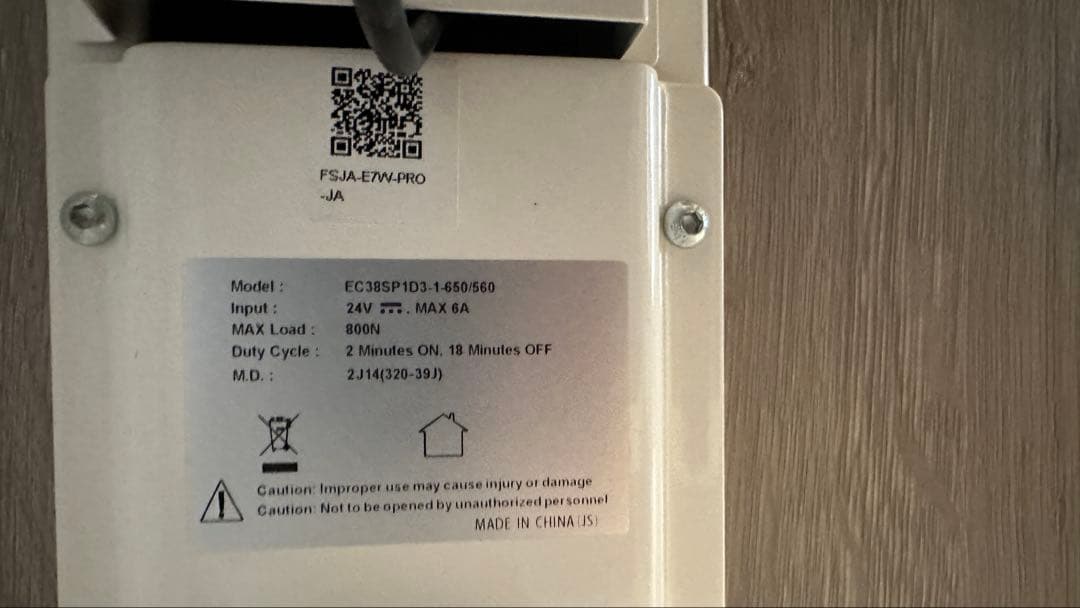 FSJA-E7W-PRO
-JA
Model : EC38SP1D3-1-650/560
Input : 24V ⎓. MAX 6A
MAX Load : 800N
Duty Cycle : 2 Minutes ON, 18 Minutes OFF
M.D. : 2J14(320-39J)
Caution: Improper use may cause injury or damage
Caution: Not to be opened by unauthorized personnel
MADE IN CHINA(JS)